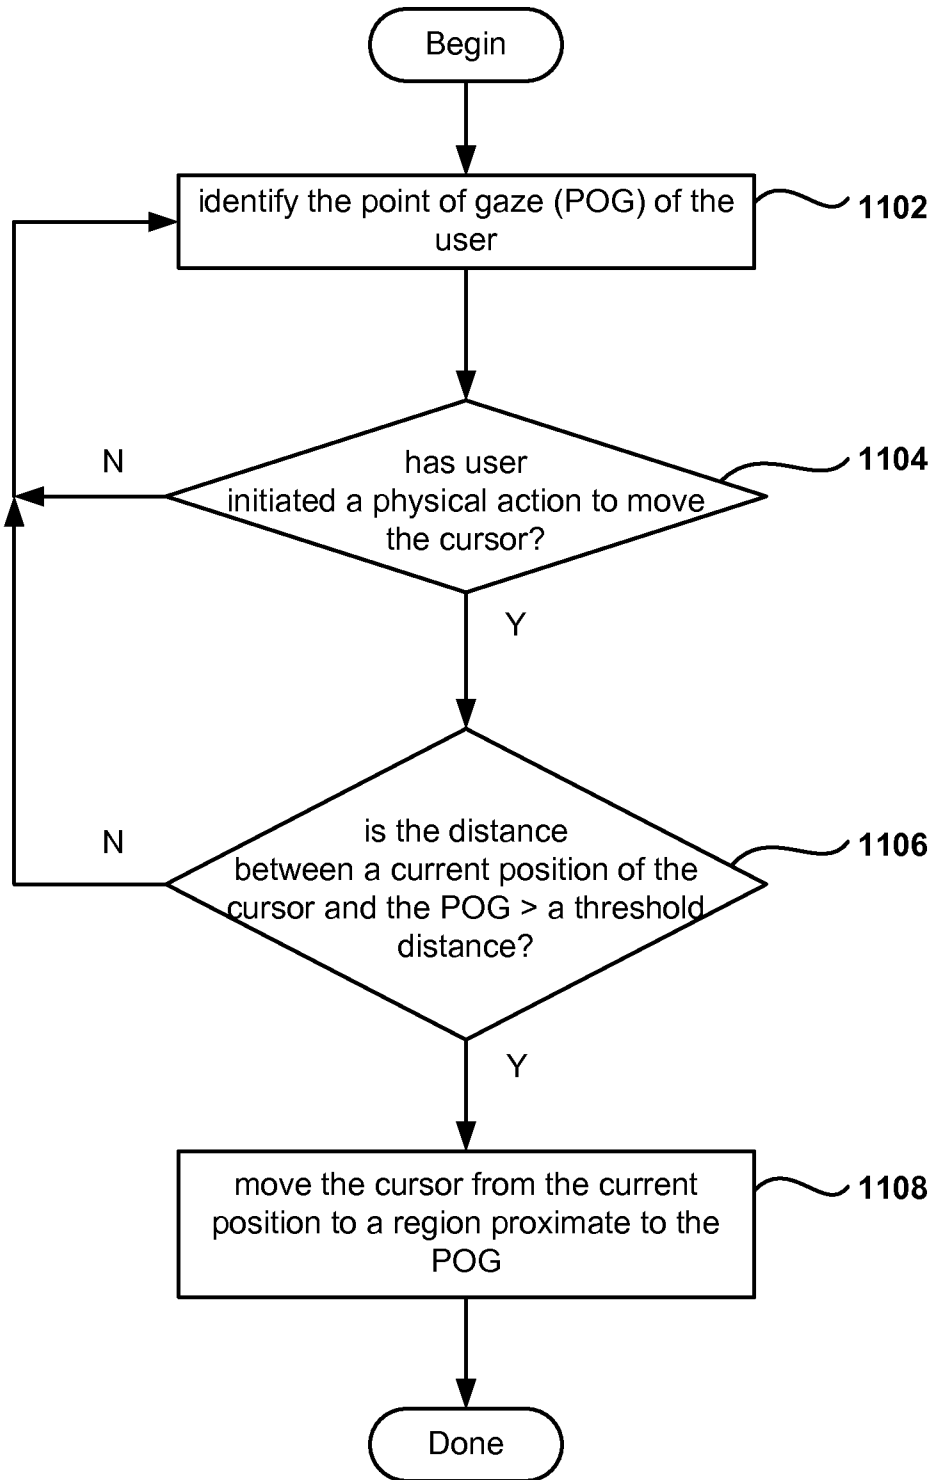 Begin
identify the point of gaze (POG) of the
user
1102
has user
initiated a physical action to move
the cursor?
1104
N
Y
is the distance
between a current position of the
cursor and the POG > a threshold
distance?
1106
N
Y
move the cursor from the current
position to a region proximate to the
POG
1108
Done